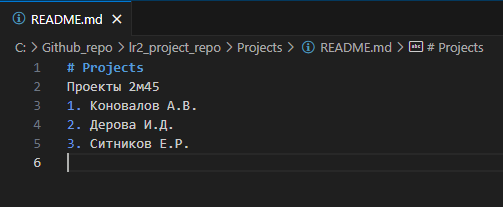 README.md
C: > Github_repo > lr2_project_repo > Projects > README.md > # Projects
1 # Projects
2 Проекты 2м45
3 1. Коновалов А.В.
4 2. Дерова И.Д.
5 3. Ситников Е.Р.
6